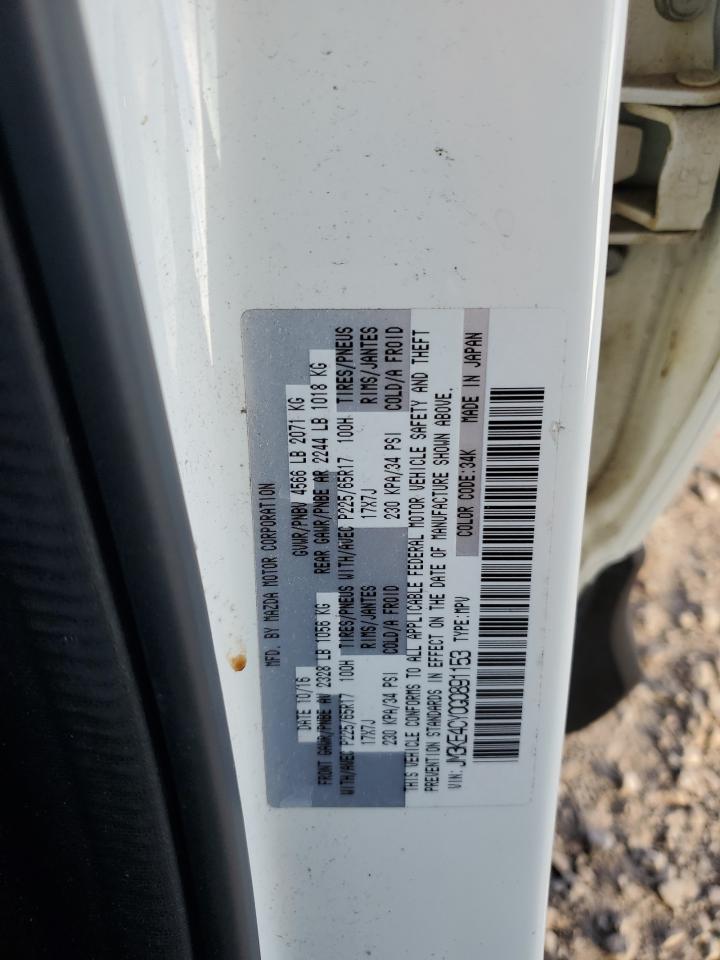 MFD. BY MAZDA MOTOR CORPORATION
DATE 10/16 GVWR/PNBV 4566 LB 2071 KG
FRONT GAWR/PNBE AV 2328 LB 1056 KG REAR GAWR/PNBE AR 2244 LB 1018 KG
WITH/AVEC P225/65R17 100H TIRES/PNEUS WITH/AVEC P225/65R17 100H TIRES/PNEUS
17X7J RIMS/JANTES 17X7J RIMS/JANTES
230 KPA/34 PSI COLD/A FROID 230 KPA/34 PSI COLD/A FROID
THIS VEHICLE CONFORMS TO ALL APPLICABLE FEDERAL MOTOR VEHICLE SAFETY AND THEFT
PREVENTION STANDARDS IN EFFECT ON THE DATE OF MANUFACTURE SHOWN ABOVE.
VIN: JM3KE4CY0G0891153 TYPE:MPV COLOR CODE:34K MADE IN JAPAN